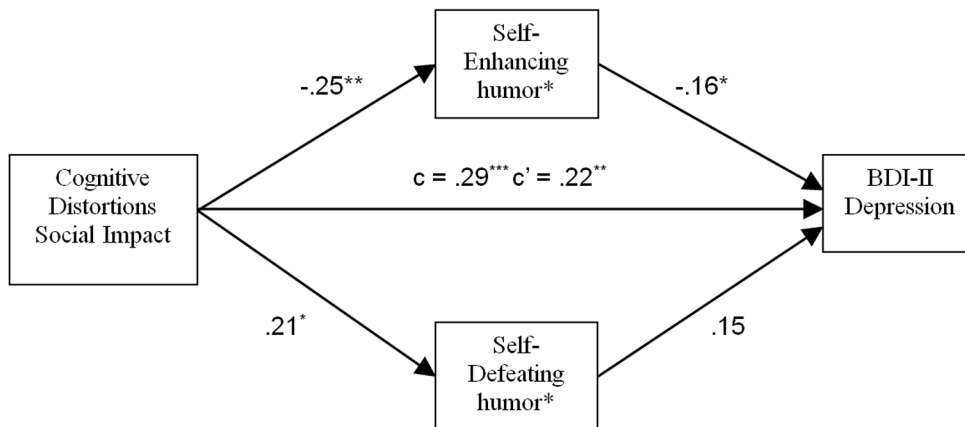 Self-
Enhancing
humor*
-.25**
-.16*
Cognitive
Distortions
Social Impact
c = .29*** c’ = .22**
BDI-II
Depression
.21*
.15
Self-
Defeating
humor*